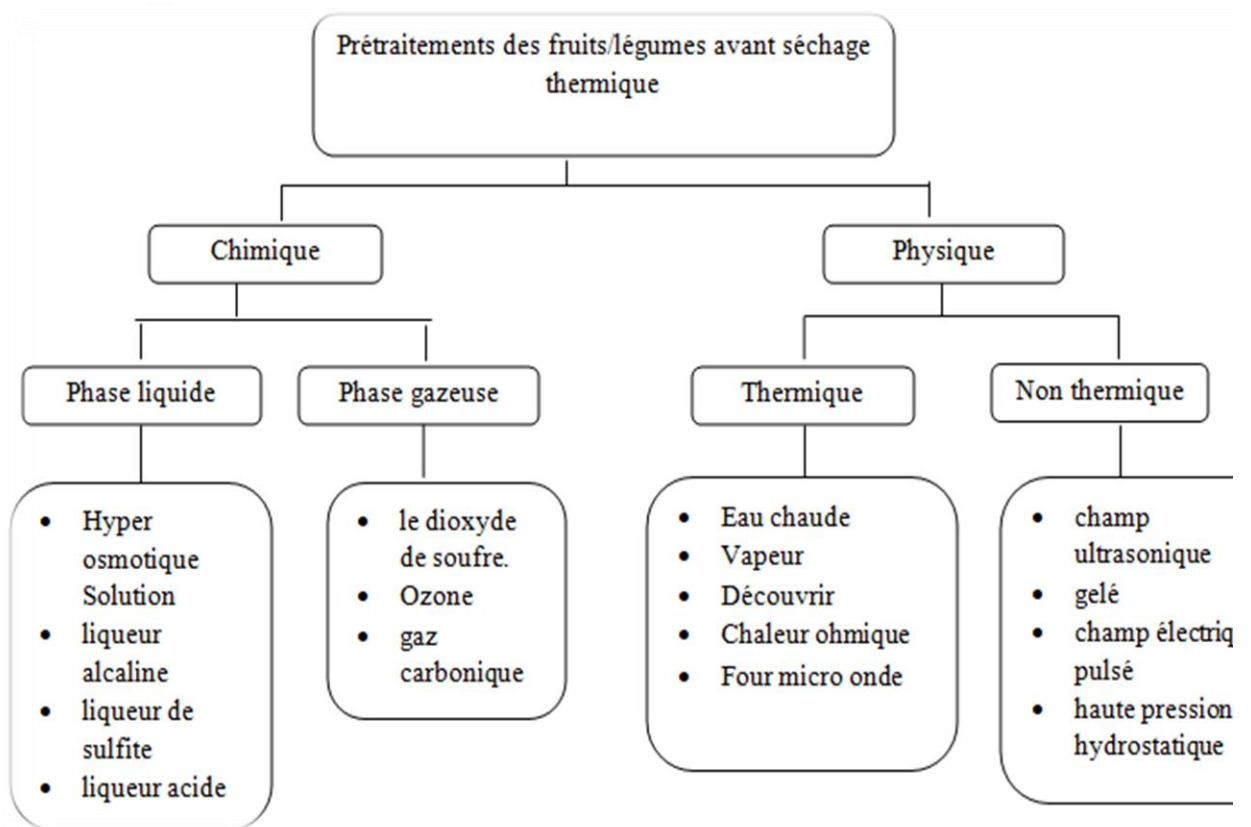 Prétraitements des fruits/légumes avant séchage
thermique
Chimique
Physique
Phase liquide
Phase gazeuse
Thermique
Non thermique
• Hyper
osmotique
Solution
• liqueur
alcaline
• liqueur de
sulfite
• liqueur acide
• le dioxyde
de soufre.
• Ozone
• gaz
carbonique
• Eau chaude
• Vapeur
• Découvrir
• Chaleur ohmique
• Four micro onde
• champ
ultrasonique
• gelé
• champ électriq
pulsé
• haute pression
hydrostatique